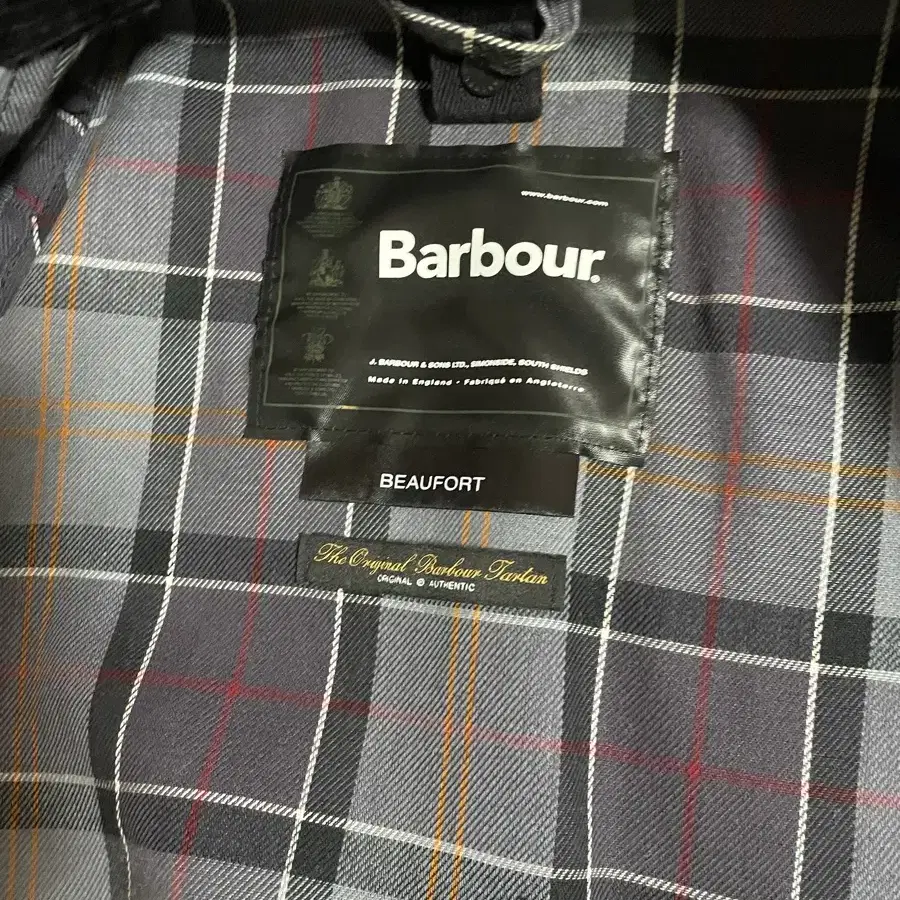 www.barbour.com
Barbour.
J. BARBOUR & SONS LTD., SIMONSIDE, SOUTH SHIELDS
Made in England - Fabriqué en Angleterre
BEAUFORT
The Original Barbour Tartan
ORIGINAL © AUTHENTIC